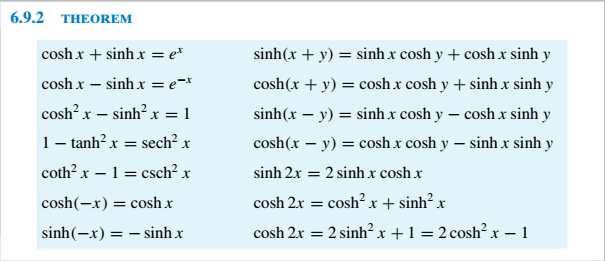 6.9.2 THEOREM
cosh x + sinh x = eˣ
cosh x − sinh x = e⁻ˣ
cosh² x − sinh² x = 1
1 − tanh² x = sech² x
coth² x − 1 = csch² x
cosh(−x) = cosh x
sinh(−x) = − sinh x
sinh(x + y) = sinh x cosh y + cosh x sinh y
cosh(x + y) = cosh x cosh y + sinh x sinh y
sinh(x − y) = sinh x cosh y − cosh x sinh y
cosh(x − y) = cosh x cosh y − sinh x sinh y
sinh 2x = 2 sinh x cosh x
cosh 2x = cosh² x + sinh² x
cosh 2x = 2 sinh² x + 1 = 2 cosh² x − 1